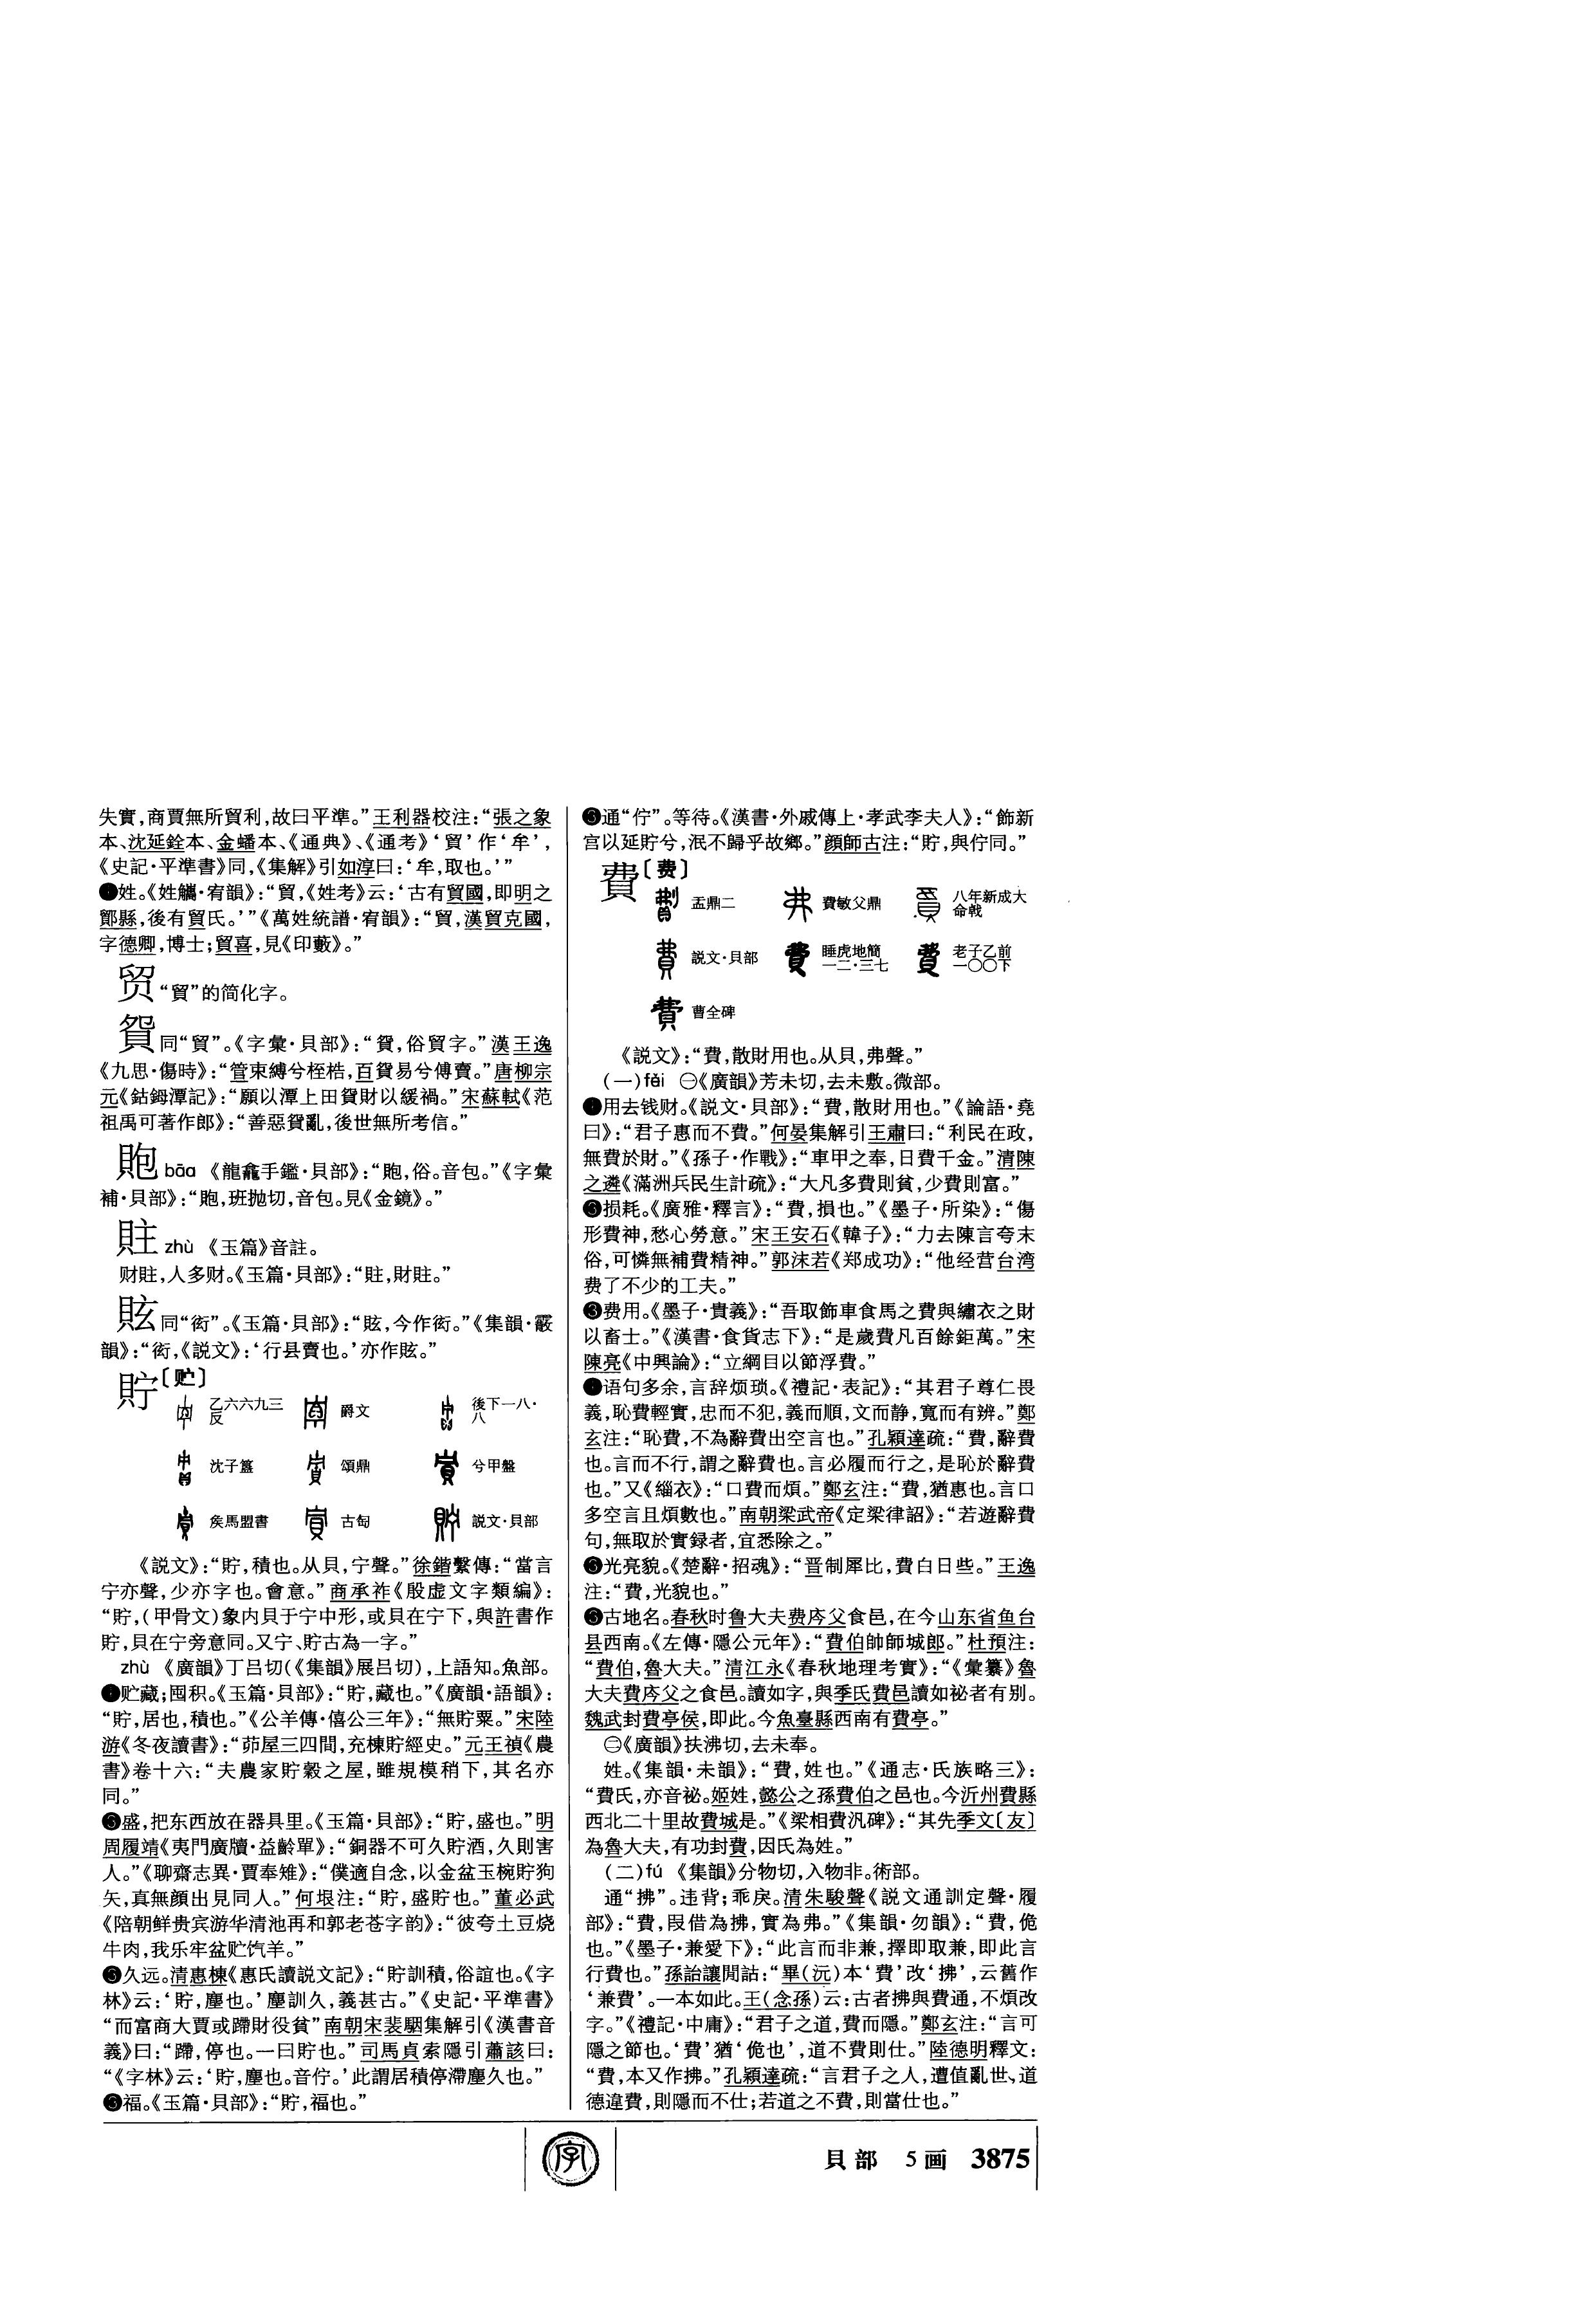 失實,商賈無所貿利,故曰平準。”王利器校注:“張之象
本、沈延銓本、金蟠本、《通典》、《通考》‘貿’作‘牟’,
《史記·平準書》同,《集解》引如淳曰:‘牟,取也。’”
姓。《姓觿·宥韻》:“貿,《姓考》云:‘古有貿國,即明之
鄮縣,後有貿氏。’”《萬姓統譜·宥韻》:“貿,漢貿克國,
字德卿,博士;貿喜,見《印藪》。”
贸 “貿”的简化字。
同“貿”。《字彙·貝部》:“,俗貿字。”漢王逸
《九思·傷時》:“管束縛兮桎梏,百易兮傅賣。”唐柳宗
元《鈷鉧潭記》:“願以潭上田財以緩禍。”宋蘇軾《范
祖禹可著作郎》:“善惡亂,後世無所考信。”
bāo 《龍龕手鑑·貝部》:“,俗。音包。”《字彙
補·貝部》:“,班抛切,音包。見《金鏡》。”
zhù 《玉篇》音註。
财,人多财。《玉篇·貝部》:“,財。”
同“衒”。《玉篇·貝部》:“,今作衒。”《集韻·霰
韻》:“衒,《説文》:‘行且賣也。’亦作。”
貯〔贮〕
乙六六九三反 爵文 後下一八·八
沈子簋 頌鼎 兮甲盤
矦馬盟書 古匋 説文·貝部
《説文》:“貯,積也。从貝,宁聲。”徐鍇繫傳:“當言
宁亦聲,少亦字也。會意。”商承祚《殷虚文字類編》:
“貯,(甲骨文)象内貝于宁中形,或貝在宁下,與許書作
貯,貝在宁旁意同。又宁、貯古為一字。”
zhù 《廣韻》丁吕切(《集韻》展吕切),上語知。魚部。
贮藏;囤积。《玉篇·貝部》:“貯,藏也。”《廣韻·語韻》:
“貯,居也,積也。”《公羊傳·僖公三年》:“無貯粟。”宋陸
游《冬夜讀書》:“茆屋三四間,充棟貯經史。”元王禎《農
書》卷十六:“夫農家貯穀之屋,雖規模稍下,其名亦
同。”
盛,把东西放在器具里。《玉篇·貝部》:“貯,盛也。”明
周履靖《夷門廣牘·益齡單》:“銅器不可久貯酒,久則害
人。”《聊齋志異·賈奉雉》:“僕適自念,以金盆玉椀貯狗
矢,真無顔出見同人。”何垠注:“貯,盛貯也。”董必武
《陪朝鲜贵宾游华清池再和郭老苍字韵》:“彼夸土豆烧
牛肉,我乐牢盆贮饩羊。”
久远。清惠棟《惠氏讀説文記》:“貯訓積,俗誼也。《字
林》云:‘貯,塵也。’塵訓久,義甚古。”《史記·平準書》
“而富商大賈或蹛財役貧”南朝宋裴駰集解引《漢書音
義》曰:“蹛,停也。一曰貯也。”司馬貞索隱引蕭該曰:
“《字林》云:‘貯,塵也。音佇。’此謂居積停滯塵久也。”
福。《玉篇·貝部》:“貯,福也。”
通“佇”。等待。《漢書·外戚傳上·孝武李夫人》:“飾新
宫以延貯兮,泯不歸乎故鄉。”顔師古注:“貯,與佇同。”
費〔费〕
盂鼎二 費敏父鼎 八年新成大命戟
説文·貝部 睡虎地簡一二·三七 老子乙前一〇〇下
曹全碑
《説文》:“費,散財用也。从貝,弗聲。”
(一)fèi ㊀《廣韻》芳未切,去未敷。微部。
用去钱财。《説文·貝部》:“費,散財用也。”《論語·堯
曰》:“君子惠而不費。”何晏集解引王肅曰:“利民在政,
無費於財。”《孫子·作戰》:“車甲之奉,日費千金。”清陳
之遴《滿洲兵民生計疏》:“大凡多費則貧,少費則富。”
损耗。《廣雅·釋言》:“費,損也。”《墨子·所染》:“傷
形費神,愁心勞意。”宋王安石《韓子》:“力去陳言夸末
俗,可憐無補費精神。”郭沫若《郑成功》:“他经营台湾
费了不少的工夫。”
❸费用。《墨子·貴義》:“吾取飾車食馬之費與繡衣之財
以畜士。”《漢書·食貨志下》:“是歲費凡百餘鉅萬。”宋
陳亮《中興論》:“立綱目以節浮費。”
语句多余,言辞烦琐。《禮記·表記》:“其君子尊仁畏
義,恥費輕實,忠而不犯,義而順,文而静,寬而有辨。”鄭
玄注:“恥費,不為辭費出空言也。”孔穎達疏:“費,辭費
也。言而不行,謂之辭費也。言必履而行之,是恥於辭費
也。”又《緇衣》:“口費而煩。”鄭玄注:“費,猶惠也。言口
多空言且煩數也。”南朝梁武帝《定梁律詔》:“若遊辭費
句,無取於實録者,宜悉除之。”
光亮貌。《楚辭·招魂》:“晋制犀比,費白日些。”王逸
注:“費,光貌也。”
古地名。春秋时鲁大夫费庈父食邑,在今山东省鱼台
县西南。《左傳·隱公元年》:“費伯帥師城郎。”杜預注:
“費伯,魯大夫。”清江永《春秋地理考實》:“《彙纂》魯
大夫費庈父之食邑。讀如字,與季氏費邑讀如祕者有别。
魏武封費亭侯,即此。今魚臺縣西南有費亭。”
㊁《廣韻》扶沸切,去未奉。
姓。《集韻·未韻》:“費,姓也。”《通志·氏族略三》:
“費氏,亦音祕。姬姓,懿公之孫費伯之邑也。今沂州費縣
西北二十里故費城是。”《梁相費汎碑》:“其先季文〔友〕
為魯大夫,有功封費,因氏為姓。”
(二)fú 《集韻》分物切,入物非。術部。
通“拂”。违背;乖戾。清朱駿聲《説文通訓定聲·履
部》:“費,叚借為拂,實為弗。”《集韻·勿韻》:“費,佹
也。”《墨子·兼愛下》:“此言而非兼,擇即取兼,即此言
行費也。”孫詒讓閒詁:“畢(沅)本‘費’改‘拂’,云舊作
‘兼費’。一本如此。王(念孫)云:古者拂與費通,不煩改
字。”《禮記·中庸》:“君子之道,費而隱。”鄭玄注:“言可
隱之節也。‘費’猶‘佹也’,道不費則仕。”陸德明釋文:
“費,本又作拂。”孔穎達疏:“言君子之人,遭值亂世、道
德違費,則隱而不仕;若道之不費,則當仕也。”
字
貝部 5画 3875